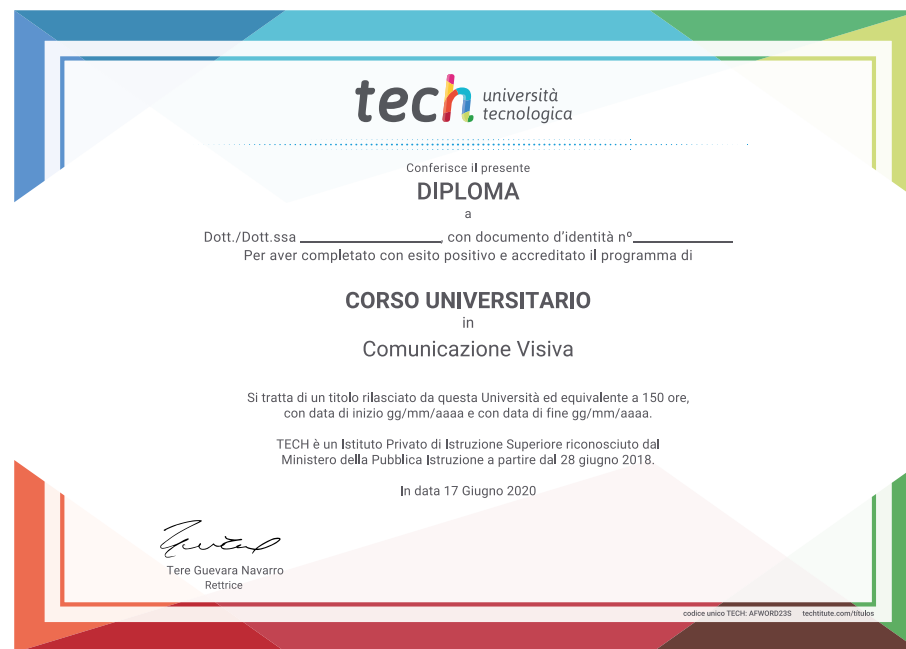 tech università
tecnologica
Conferisce il presente
DIPLOMA
a
Dott./Dott.ssa ____________________, con documento d'identità nº______________
Per aver completato con esito positivo e accreditato il programma di
CORSO UNIVERSITARIO
in
Comunicazione Visiva
Si tratta di un titolo rilasciato da questa Università ed equivalente a 150 ore,
con data di inizio gg/mm/aaaa e con data di fine gg/mm/aaaa.
TECH è un Istituto Privato di Istruzione Superiore riconosciuto dal
Ministero della Pubblica Istruzione a partire dal 28 giugno 2018.
In data 17 Giugno 2020
Tere Guevara Navarro
Rettrice
codice unico TECH: AFWORD23S techtitute.com/títulos